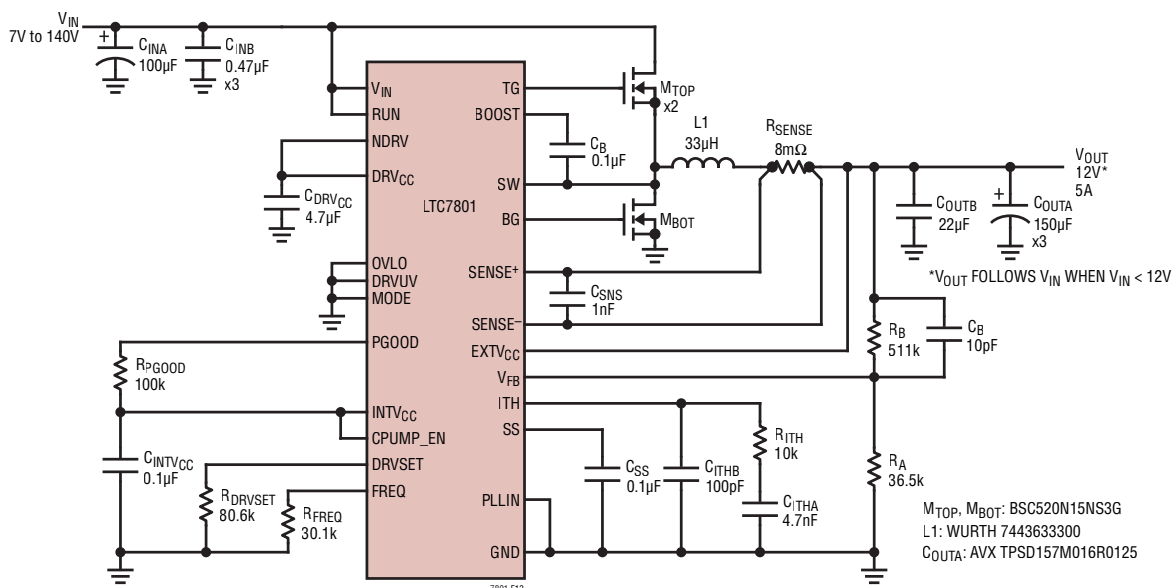 VIN
7V to 140V
+
CINA
100µF
CINB
0.47µF
x3
VIN
RUN
NDRV
DRVCC
CDRVCC
4.7µF
LTC7801
OVLO
DRVUV
MODE
PGOOD
RPGOOD
100k
INTVCC
CPUMP_EN
CINTVCC
0.1µF
DRVSET
RDRVSET
80.6k
FREQ
RFREQ
30.1k
TG
MTOP
x2
BOOST
CB
0.1µF
SW
BG
MBOT
L1
33µH
RSENSE
8mΩ
VOUT
12V*
5A
COUTB
22µF
+
COUTA
150µF
x3
*VOUT FOLLOWS VIN WHEN VIN < 12V
SENSE+
CSNS
1nF
SENSE–
EXTVCC
VFB
RB
511k
CB
10pF
ITH
SS
CSS
0.1µF
CITHB
100pF
RITH
10k
CITHA
4.7nF
RA
36.5k
PLLIN
GND
MTOP, MBOT: BSC520N15NS3G
L1: WURTH 7443633300
COUTA: AVX TPSD157M016R0125
7801 F13